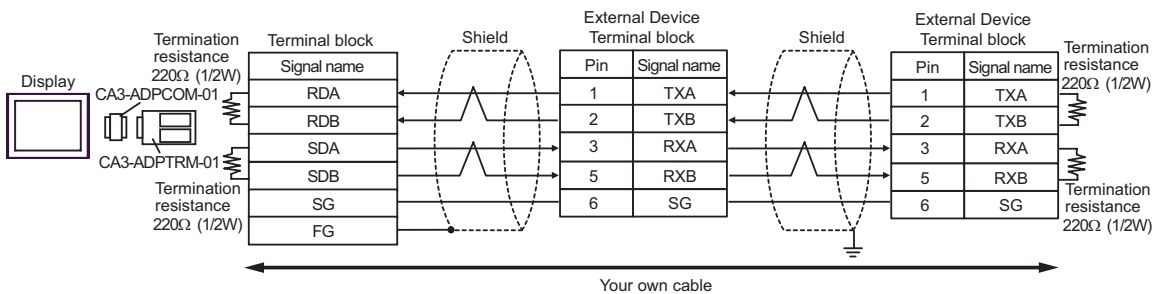 Display
CA3-ADPCOM-01
CA3-ADPTRM-01
Termination
resistance
220Ω (1/2W)
Termination
resistance
220Ω (1/2W)
Terminal block
Signal name
RDA
RDB
SDA
SDB
SG
FG
Shield
External Device
Terminal block
Pin Signal name
1 TXA
2 TXB
3 RXA
5 RXB
6 SG
Shield
External Device
Terminal block
Pin Signal name
1 TXA
2 TXB
3 RXA
5 RXB
6 SG
Termination
resistance
220Ω (1/2W)
Termination
resistance
220Ω (1/2W)
Your own cable